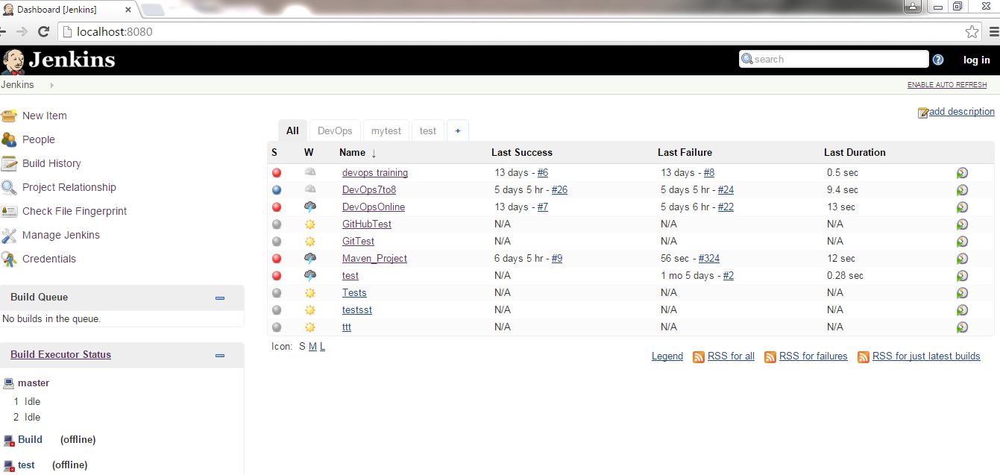 Dashboard [Jenkins]
localhost:8080
Jenkins
search
log in
Jenkins
ENABLE AUTO REFRESH
New Item
People
Build History
Project Relationship
Check File Fingerprint
Manage Jenkins
Credentials
Build Queue
No builds in the queue.
Build Executor Status
master
1 Idle
2 Idle
Build (offline)
test (offline)
add description
All DevOps mytest test +
S W Name ↓ Last Success Last Failure Last Duration
devops training 13 days - #6 13 days - #8 0.5 sec
DevOps7to8 5 days 5 hr - #26 5 days 5 hr - #24 9.4 sec
DevOpsOnline 13 days - #7 5 days 6 hr - #22 13 sec
GitHubTest N/A N/A N/A
GitTest N/A N/A N/A
Maven_Project 6 days 5 hr - #9 56 sec - #324 12 sec
test N/A 1 mo 5 days - #2 0.28 sec
Tests N/A N/A N/A
testsst N/A N/A N/A
ttt N/A N/A N/A
Icon: S M L
Legend RSS for all RSS for failures RSS for just latest builds